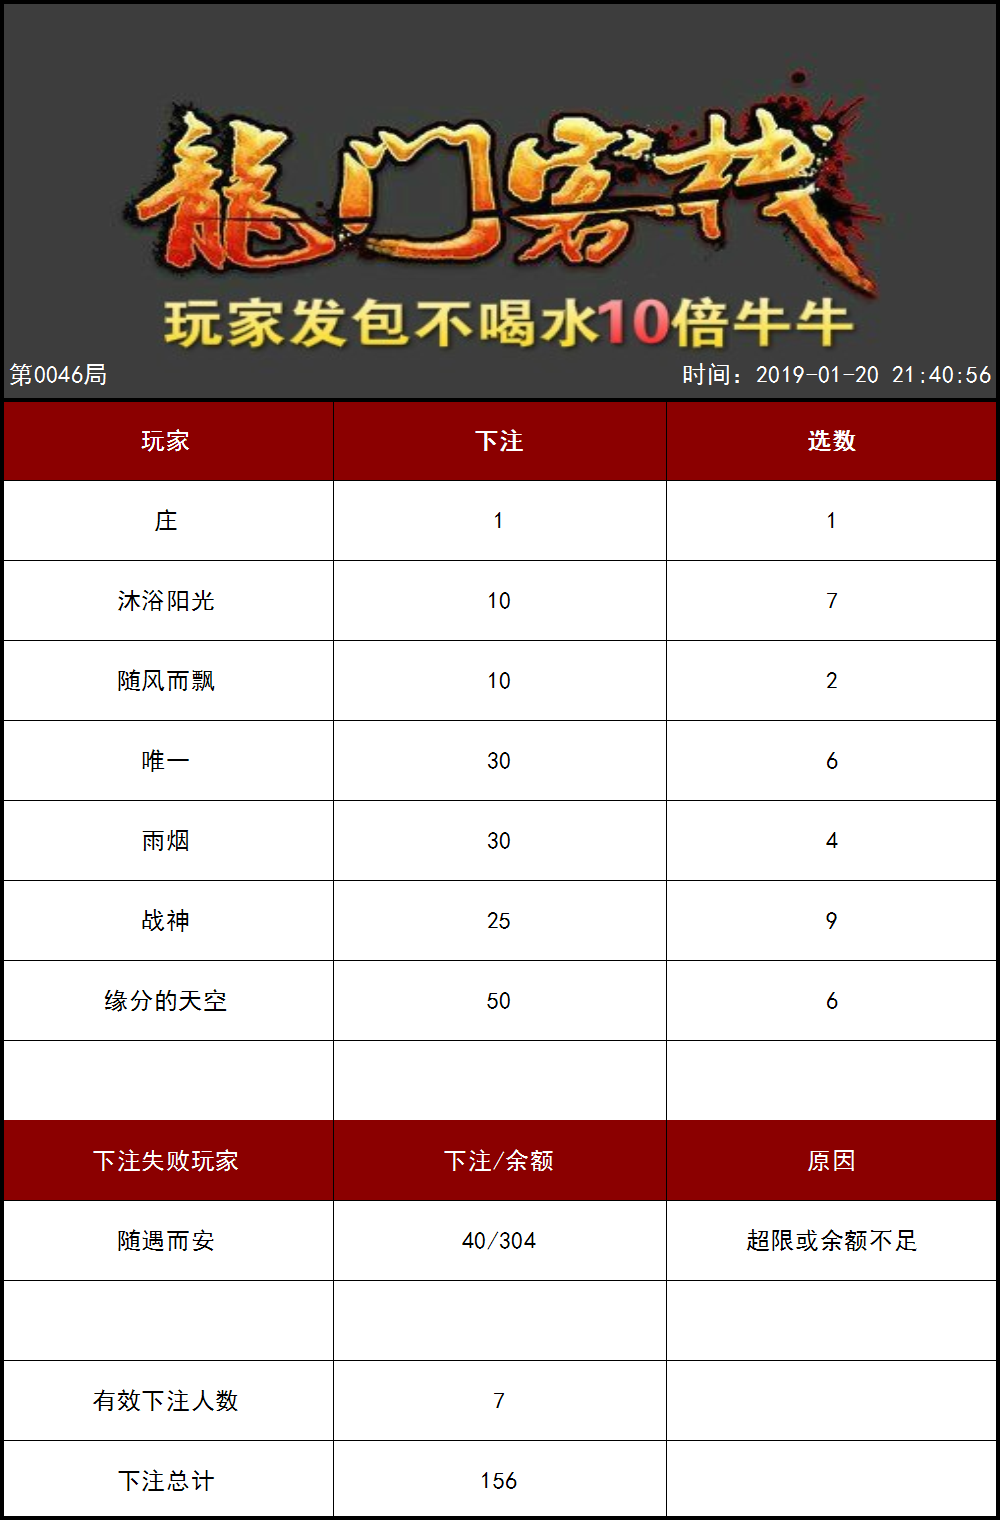 龍门客栈
玩家发包不喝水10倍牛牛
第0046局 时间：2019-01-20 21:40:56
玩家 下注 选数
庄 1 1
沐浴阳光 10 7
随风而飘 10 2
唯一 30 6
雨烟 30 4
战神 25 9
缘分的天空 50 6
下注失败玩家 下注/余额 原因
随遇而安 40/304 超限或余额不足
有效下注人数 7
下注总计 156